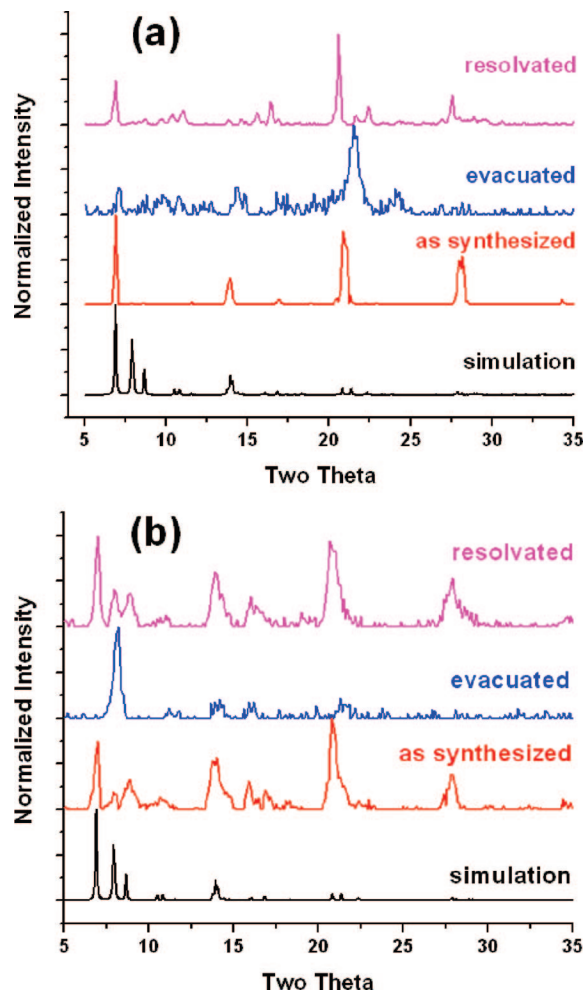 (a)
resolvated
evacuated
as synthesized
simulation
Normalized Intensity
5 10 15 20 25 30 35
Two Theta
(b)
resolvated
evacuated
as synthesized
simulation
Normalized Intensity
5 10 15 20 25 30 35
Two Theta